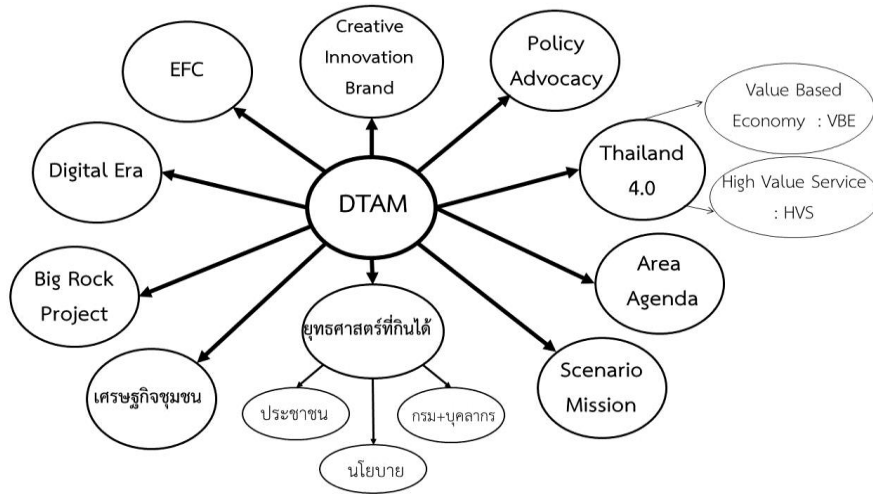 Creative
Innovation
Brand
Policy
Advocacy
EFC
Value Based
Economy : VBE
Thailand
4.0
Digital Era
DTAM
High Value Service
: HVS
Area
Agenda
Big Rock
Project
ยุทธศาสตร์ที่กินได้
Scenario
Mission
เศรษฐกิจชุมชน
ประชาชน
กรม+บุคลากร
นโยบาย